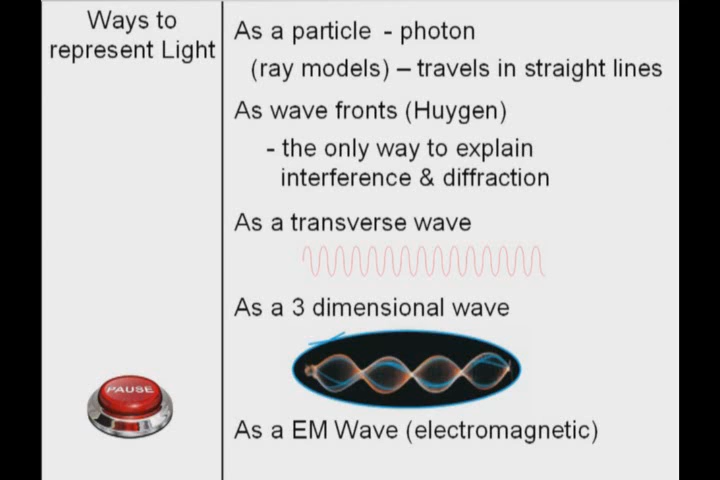 Ways to
represent Light
As a particle - photon
(ray models) – travels in straight lines
As wave fronts (Huygen)
- the only way to explain
interference & diffraction
As a transverse wave
As a 3 dimensional wave
As a EM Wave (electromagnetic)
PAUSE